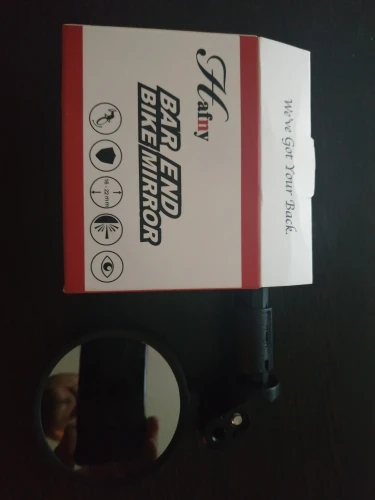 We've Got Your Back.
Hafny
BAR END
BIKE MIRROR